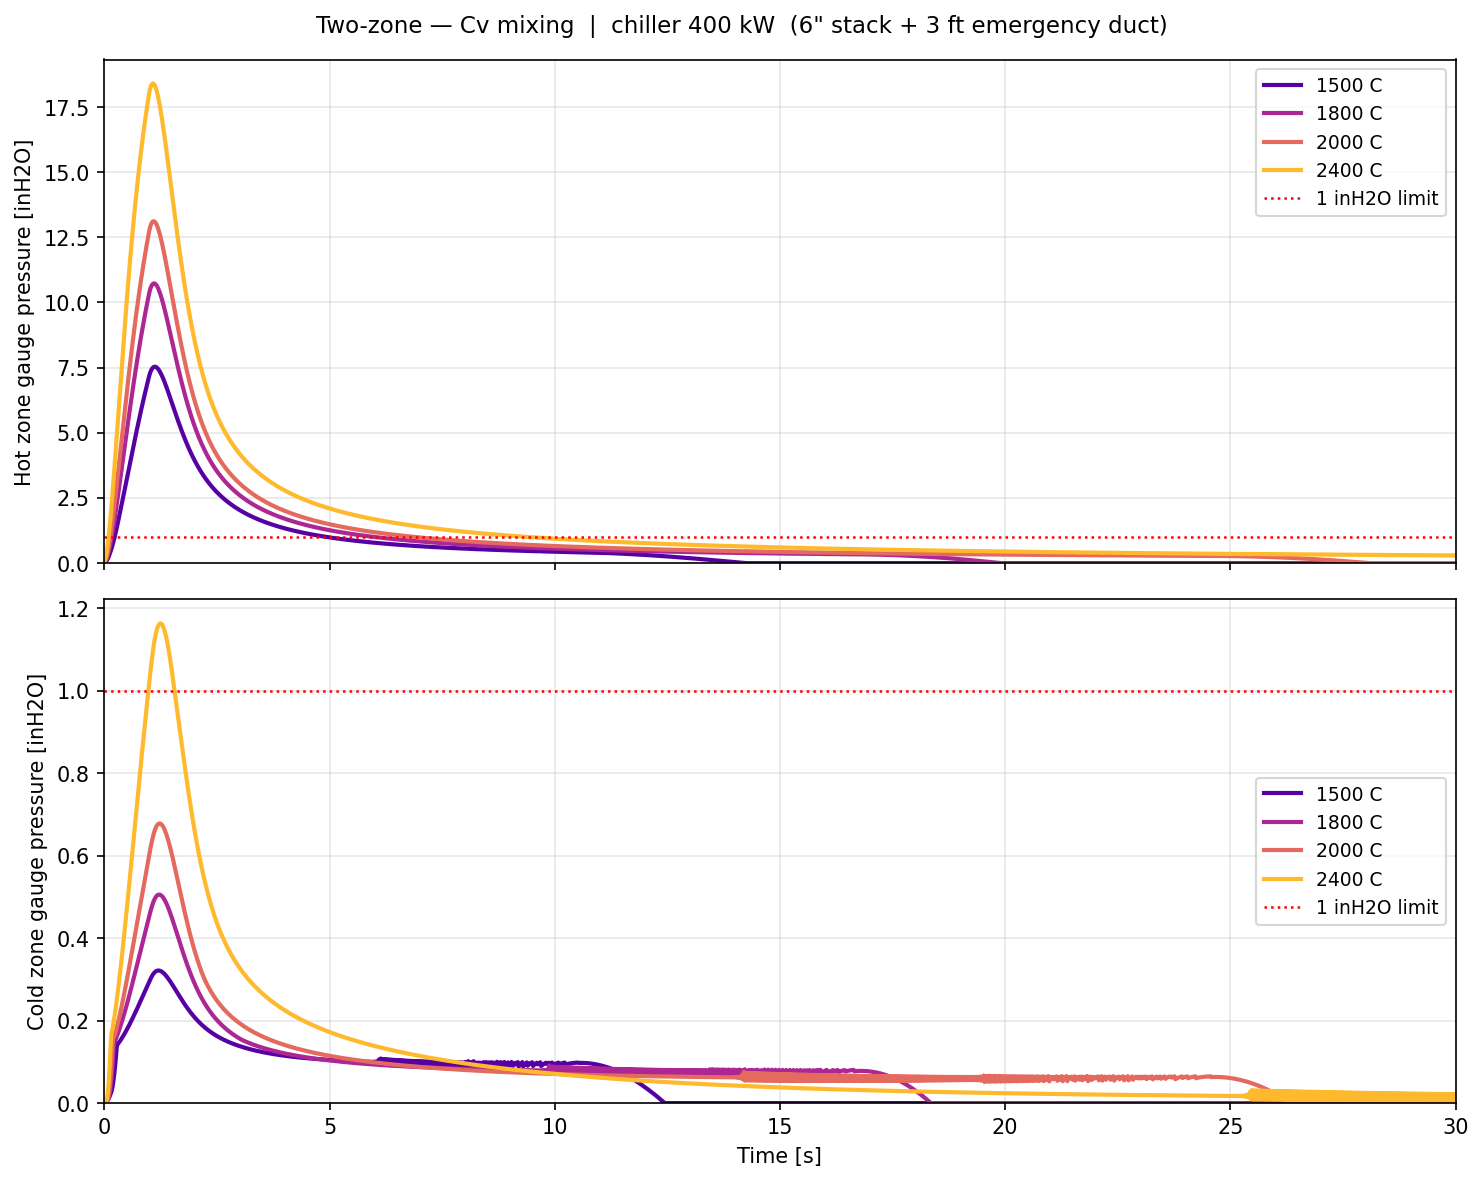 Two-zone — Cv mixing  |  chiller 400 kW  (6" stack + 3 ft emergency duct)
Hot zone gauge pressure [inH2O]
17.5
15.0
12.5
10.0
7.5
5.0
2.5
0.0
1500 C
1800 C
2000 C
2400 C
1 inH2O limit
Cold zone gauge pressure [inH2O]
1.2
1.0
0.8
0.6
0.4
0.2
0.0
1500 C
1800 C
2000 C
2400 C
1 inH2O limit
0 5 10 15 20 25 30
Time [s]